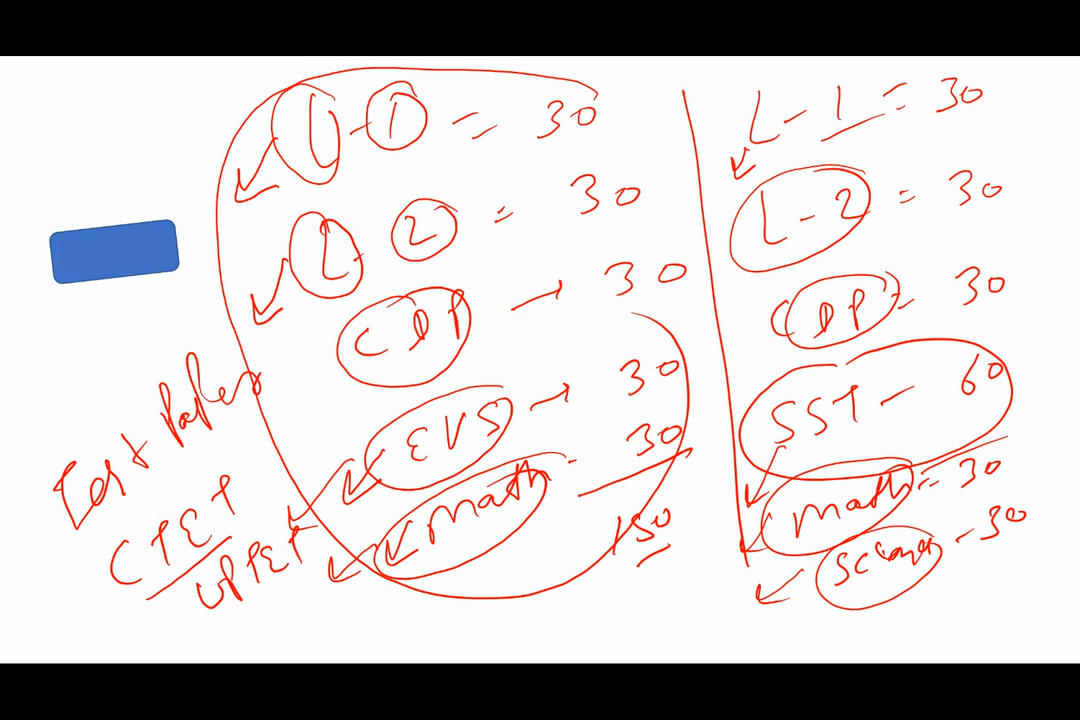 L - 1 = 30
L 2 = 30
CDP → 30
EVS → 30
Math - 30
150
Test Papers
CTET
UPTET
L - 1 = 30
L - 2 = 30
CDP = 30
SST - 60
Math = 30
Science - 30